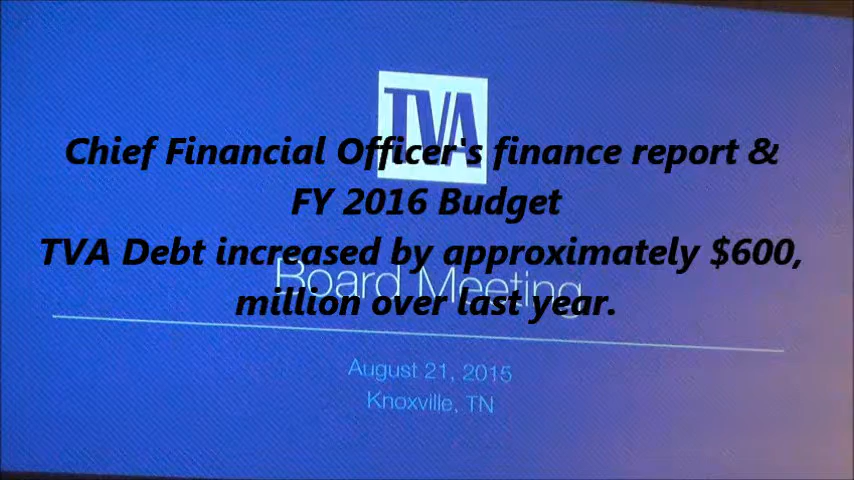 TVA
Chief Financial Officer's finance report &
FY 2016 Budget
TVA Debt increased by approximately $600,
million over last year.
Board Meeting
August 21, 2015
Knoxville, TN